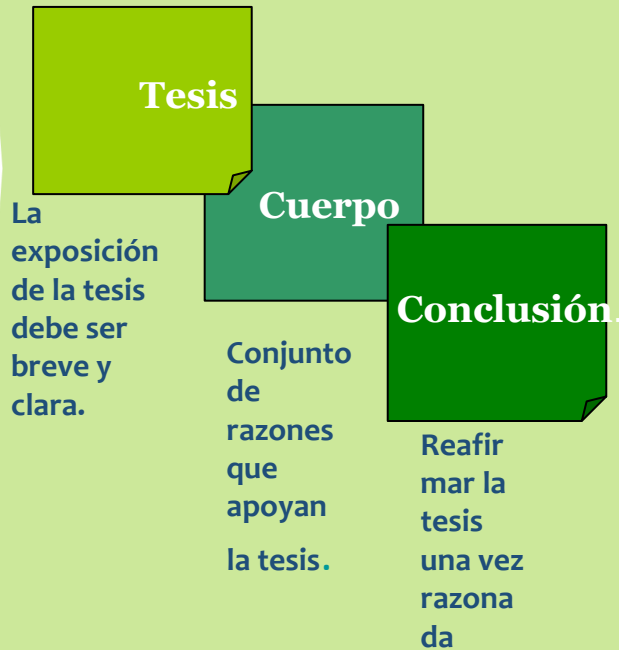 Tesis
La
exposición
de la tesis
debe ser
breve y
clara.
Cuerpo
Conjunto
de
razones
que
apoyan
la tesis.
Conclusión.
Reafir
mar la
tesis
una vez
razona
da